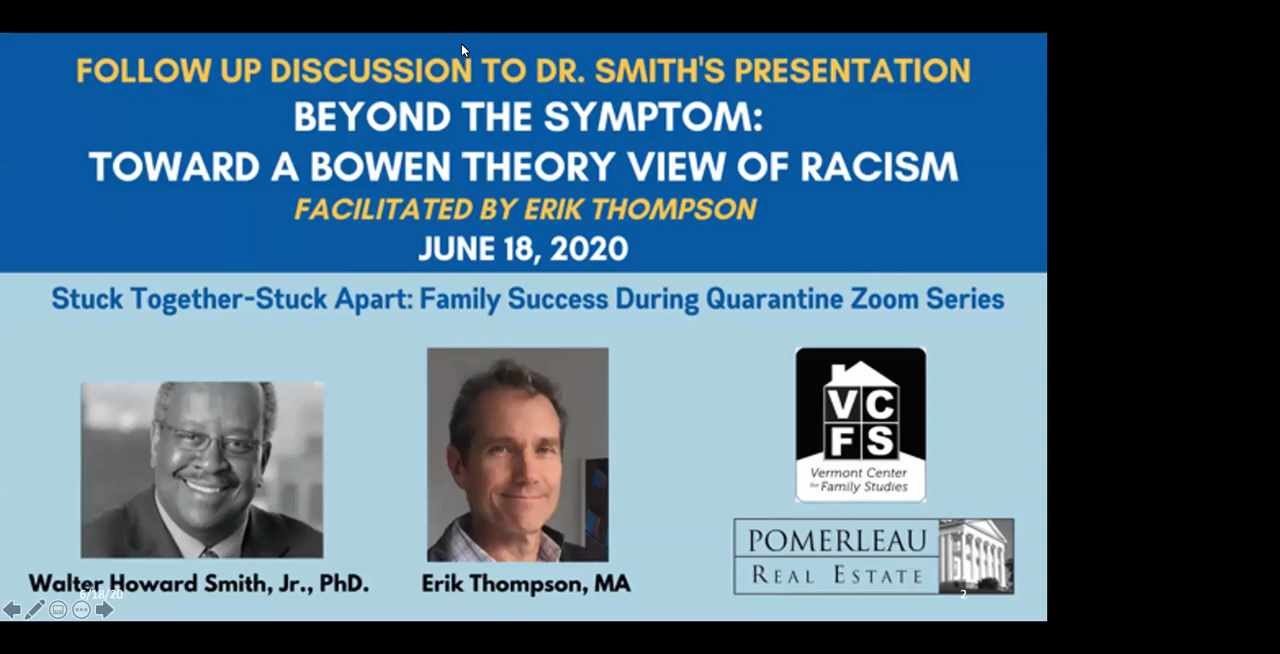 FOLLOW UP DISCUSSION TO DR. SMITH'S PRESENTATION
BEYOND THE SYMPTOM:
TOWARD A BOWEN THEORY VIEW OF RACISM
FACILITATED BY ERIK THOMPSON
JUNE 18, 2020
Stuck Together-Stuck Apart: Family Success During Quarantine Zoom Series
VC
FS
Vermont Center
for Family Studies
POMERLEAU
REAL ESTATE
Walter Howard Smith, Jr., PhD.
Erik Thompson, MA
6/18/20
2